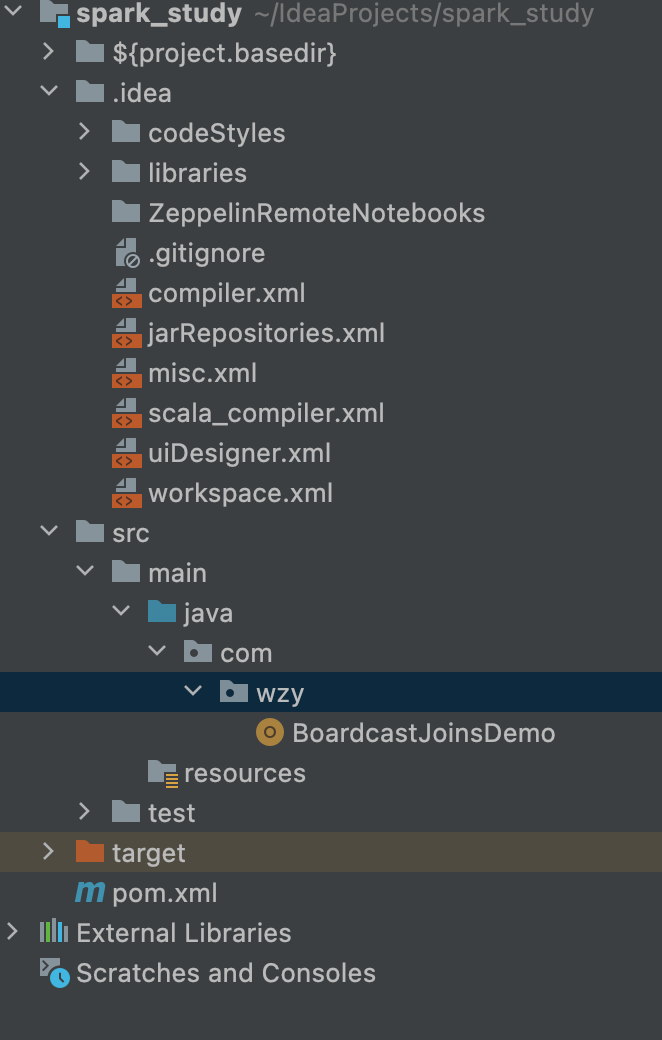 spark_study ~/IdeaProjects/spark_study
${project.basedir}
.idea
codeStyles
libraries
ZeppelinRemoteNotebooks
.gitignore
compiler.xml
jarRepositories.xml
misc.xml
scala_compiler.xml
uiDesigner.xml
workspace.xml
src
main
java
com
wzy
BoardcastJoinsDemo
resources
test
target
pom.xml
External Libraries
Scratches and Consoles